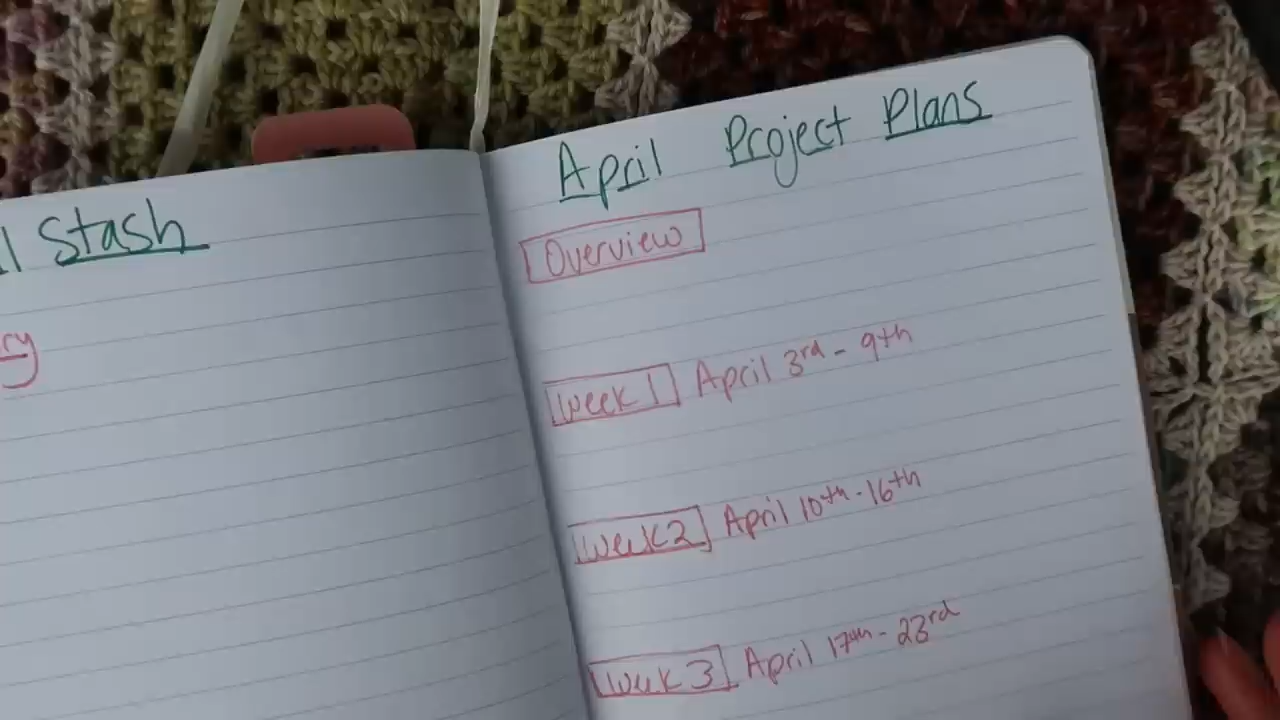 Stash
ry
April Project Plans
Overview
Week 1 April 3rd - 9th
Week 2 April 10th - 16th
Week 3 April 17th - 23rd